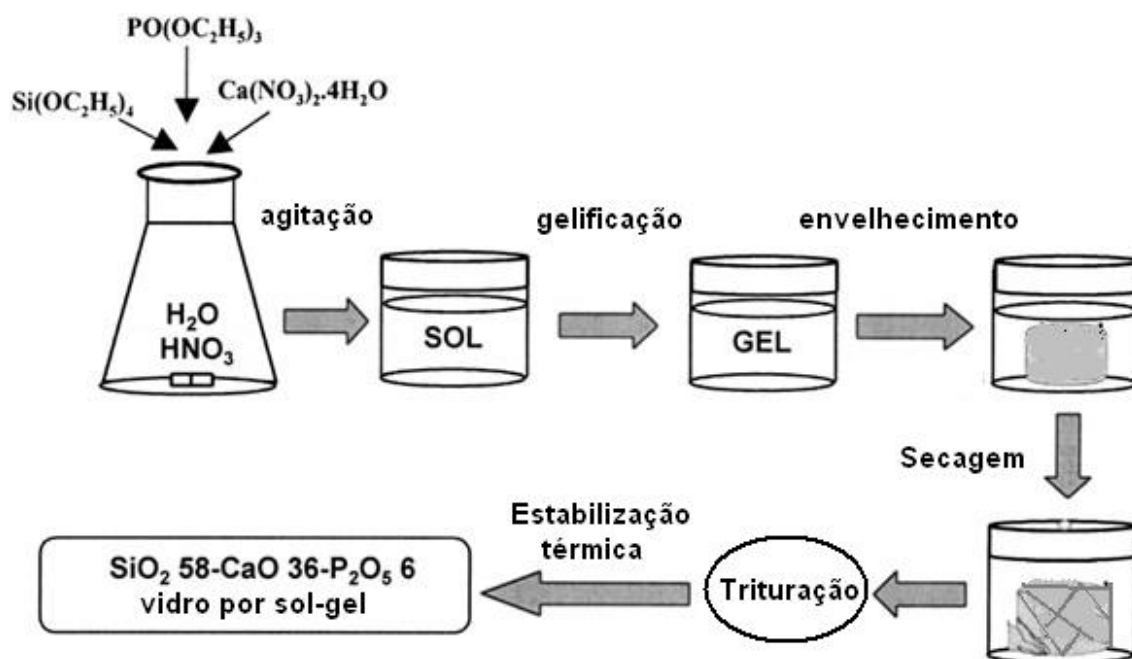 PO(OC₂H₅)₃
Si(OC₂H₅)₄
Ca(NO₃)₂.4H₂O
agitação
gelificação
envelhecimento
H₂O
HNO₃
SOL
GEL
Secagem
Estabilização
térmica
Trituração
SiO₂ 58-CaO 36-P₂O₅ 6
vidro por sol-gel